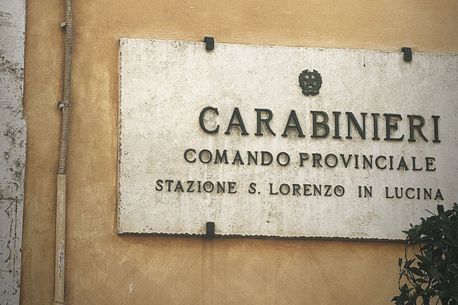 CARABINIERI
COMANDO PROVINCIALE
STAZIONE S. LORENZO IN LUCINA